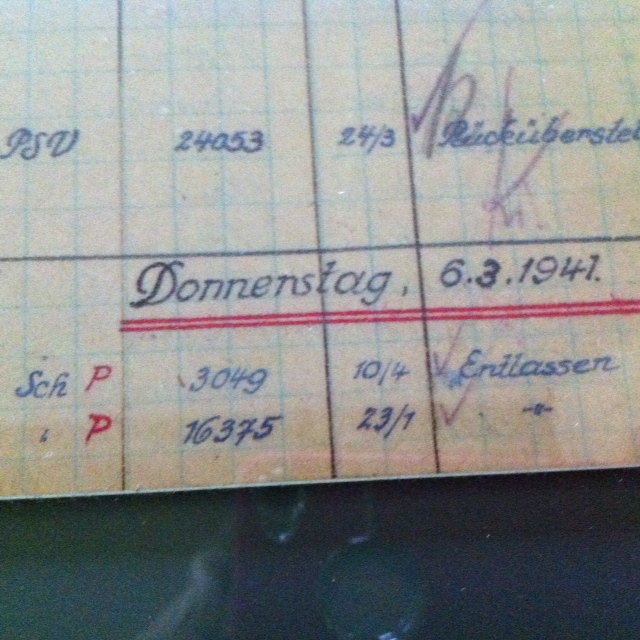 PSV 24053 24/3 Rücküberstel
Donnerstag, 6.3.1941.
Sch P 3049 10/4 Entlassen
" P 16375 23/1 -"-